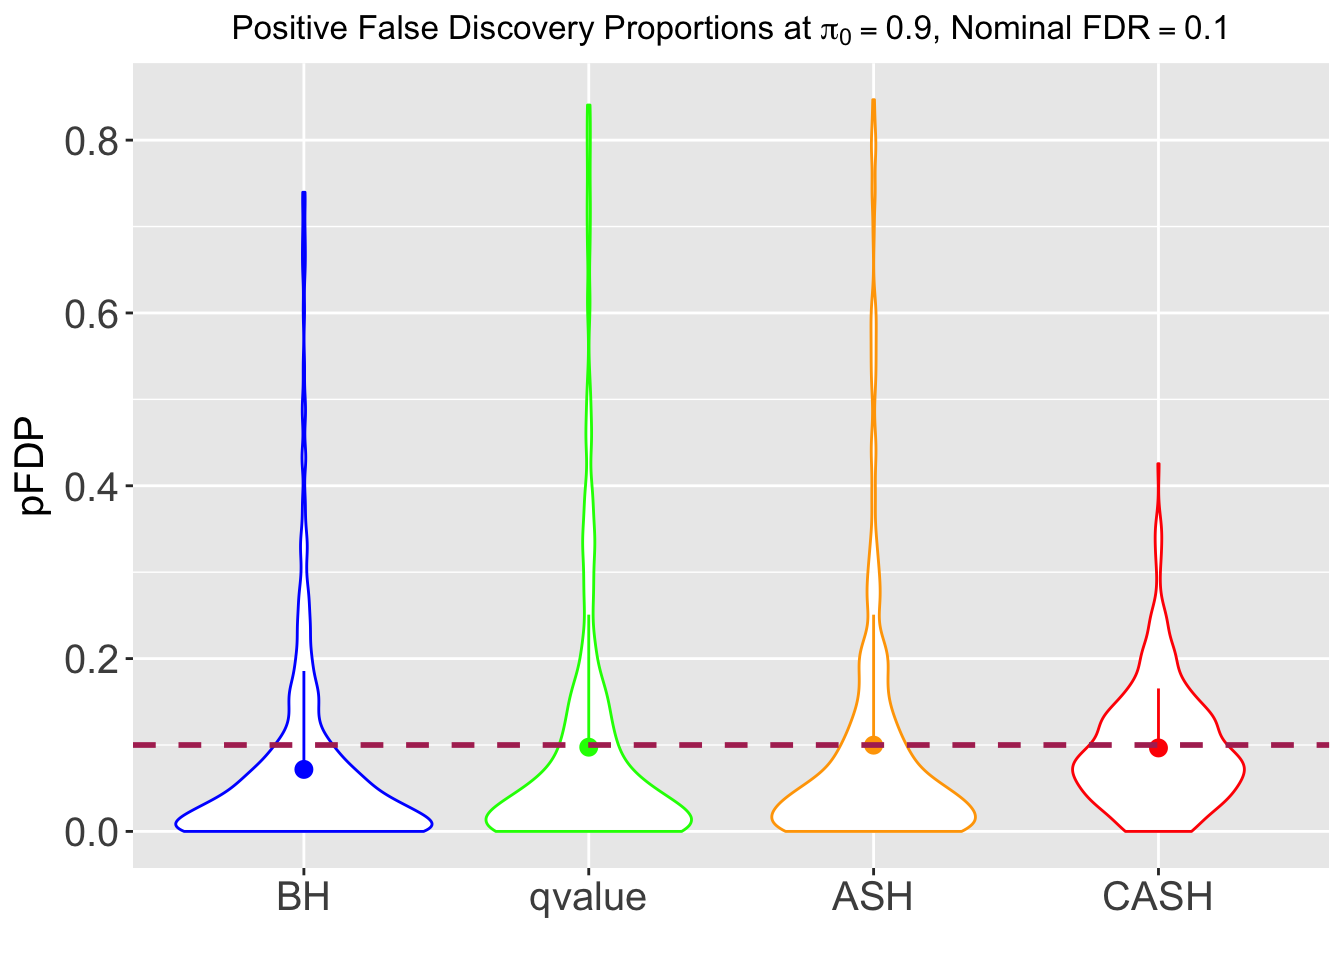 Positive False Discovery Proportions at π₀ = 0.9, Nominal FDR = 0.1
pFDP
0.8
0.6
0.4
0.2
0.0
BH qvalue ASH CASH